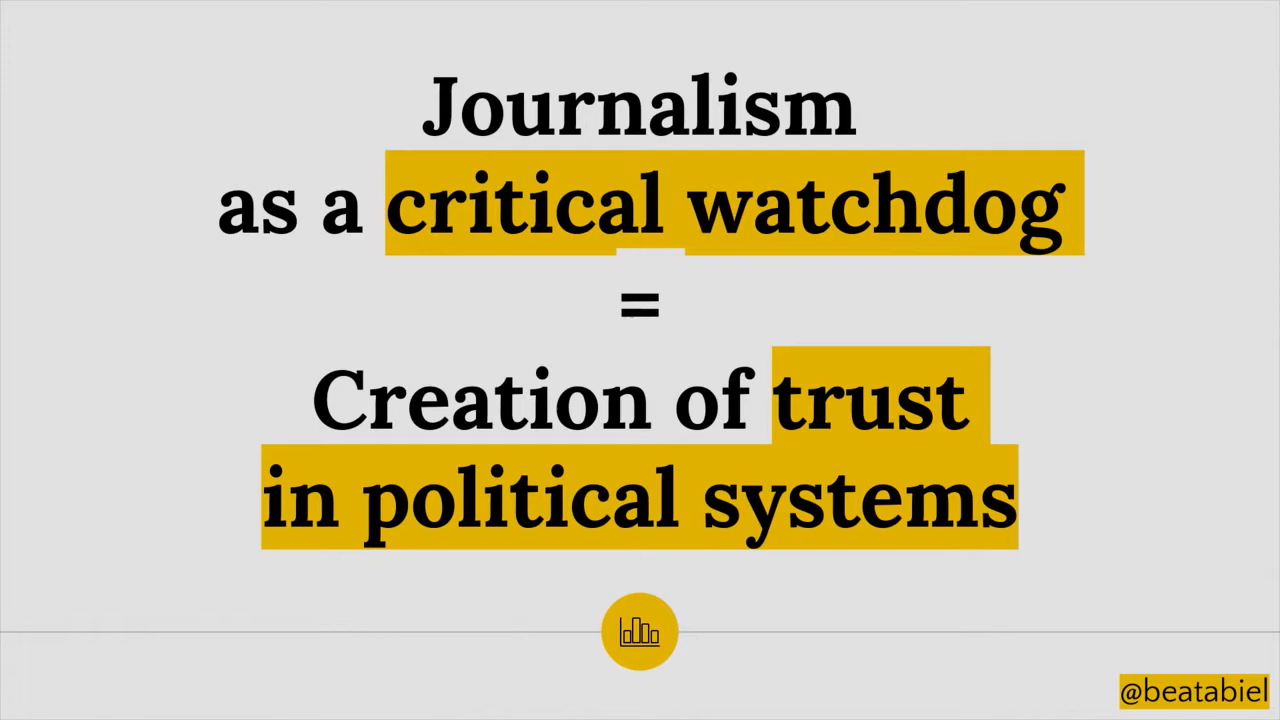 Journalism
as a critical watchdog
=
Creation of trust
in political systems
@beatabiel